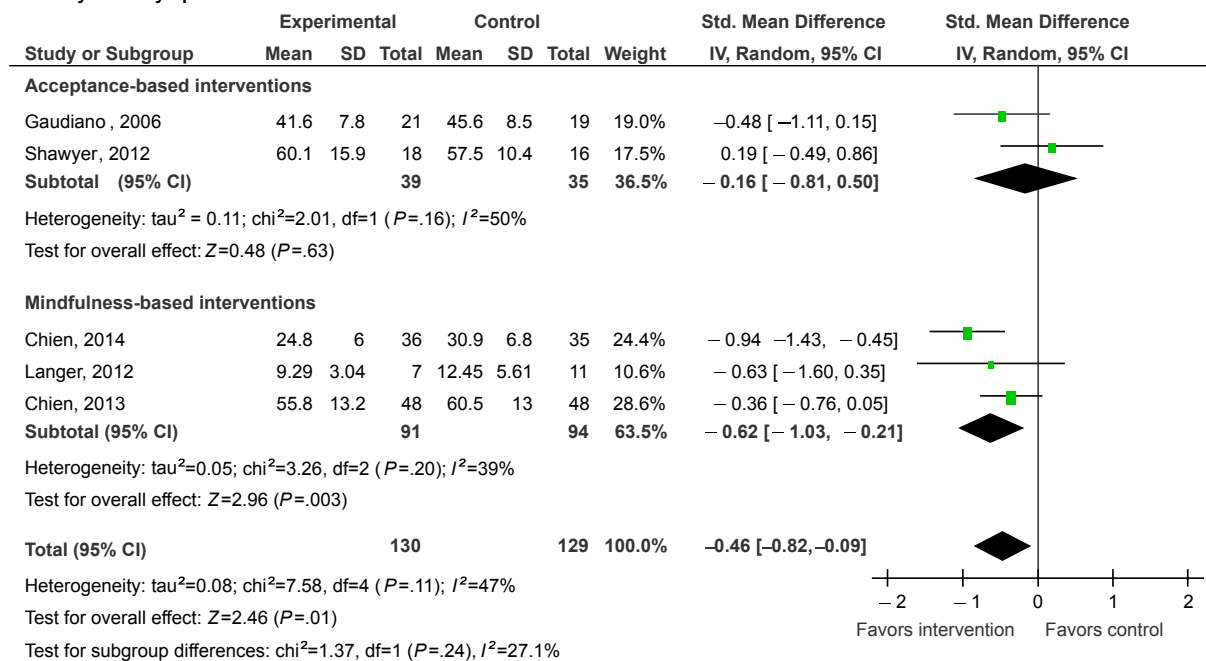 Experimental Control Std. Mean Difference Std. Mean Difference
Study or Subgroup Mean SD Total Mean SD Total Weight IV, Random, 95% CI IV, Random, 95% CI
Acceptance-based interventions
Gaudiano , 2006 41.6 7.8 21 45.6 8.5 19 19.0% −0.48 [ −1.11, 0.15]
Shawyer, 2012 60.1 15.9 18 57.5 10.4 16 17.5% 0.19 [ − 0.49, 0.86]
Subtotal (95% CI) 39 35 36.5% − 0.16 [ − 0.81, 0.50]
Heterogeneity: tau² = 0.11; chi²=2.01, df=1 ( P=.16); I²=50%
Test for overall effect: Z=0.48 (P=.63)
Mindfulness-based interventions
Chien, 2014 24.8 6 36 30.9 6.8 35 24.4% − 0.94 −1.43, − 0.45]
Langer, 2012 9.29 3.04 7 12.45 5.61 11 10.6% − 0.63 [ − 1.60, 0.35]
Chien, 2013 55.8 13.2 48 60.5 13 48 28.6% − 0.36 [ − 0.76, 0.05]
Subtotal (95% CI) 91 94 63.5% − 0.62 [ − 1.03, − 0.21]
Heterogeneity: tau²=0.05; chi²=3.26, df=2 ( P=.20); I²=39%
Test for overall effect: Z=2.96 (P=.003)
Total (95% CI) 130 129 100.0% −0.46 [−0.82,−0.09]
Heterogeneity: tau²=0.08; chi²=7.58, df=4 (P=.11); I²=47%
− 2 − 1 0 1 2
Test for overall effect: Z=2.46 (P=.01)
Favors intervention Favors control
Test for subgroup differences: chi²=1.37, df=1 (P=.24), I²=27.1%